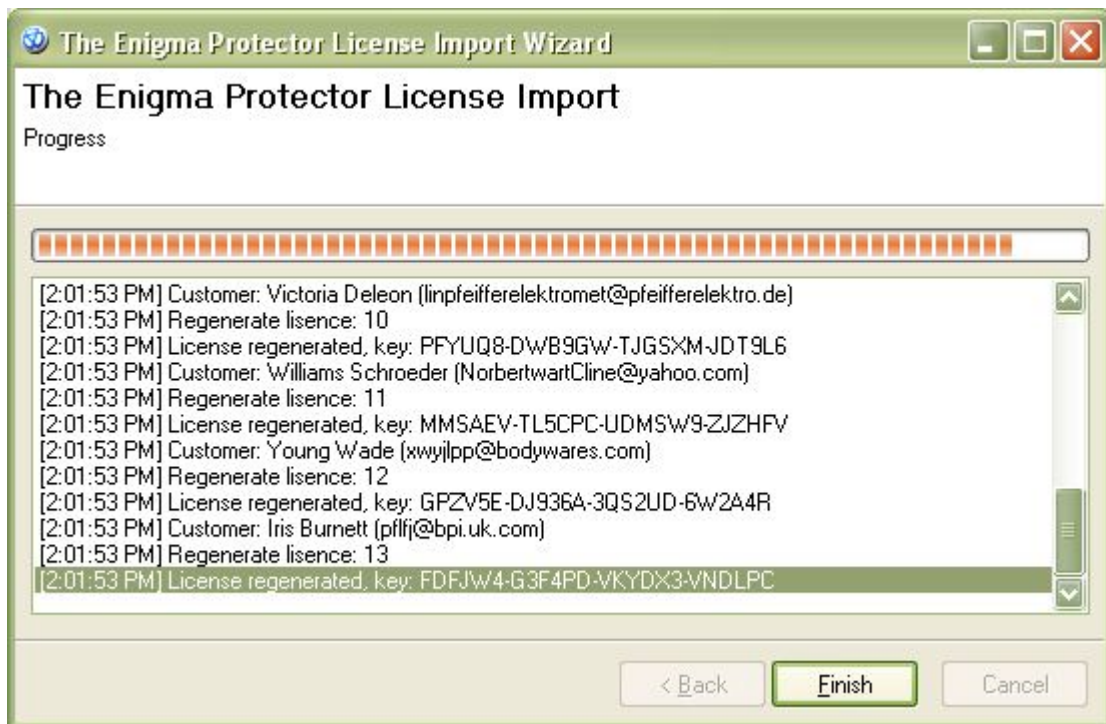 The Enigma Protector License Import Wizard
The Enigma Protector License Import
Progress
[2:01:53 PM] Customer: Victoria Deleon (linpfeifferelektromet@pfeifferelektro.de)
[2:01:53 PM] Regenerate lisence: 10
[2:01:53 PM] License regenerated, key: PFYUQ8-DWB9GW-TJGSXM-JDT9L6
[2:01:53 PM] Customer: Williams Schroeder (NorbertwartCline@yahoo.com)
[2:01:53 PM] Regenerate lisence: 11
[2:01:53 PM] License regenerated, key: MMSAEV-TL5CPC-UDMSW9-ZJZHFV
[2:01:53 PM] Customer: Young Wade (xwyjlpp@bodywares.com)
[2:01:53 PM] Regenerate lisence: 12
[2:01:53 PM] License regenerated, key: GPZV5E-DJ936A-3QS2UD-6W2A4R
[2:01:53 PM] Customer: Iris Burnett (pflfj@bpi.uk.com)
[2:01:53 PM] Regenerate lisence: 13
[2:01:53 PM] License regenerated, key: FDFJW4-G3F4PD-VKYDX3-VNDLPC
< Back Finish Cancel